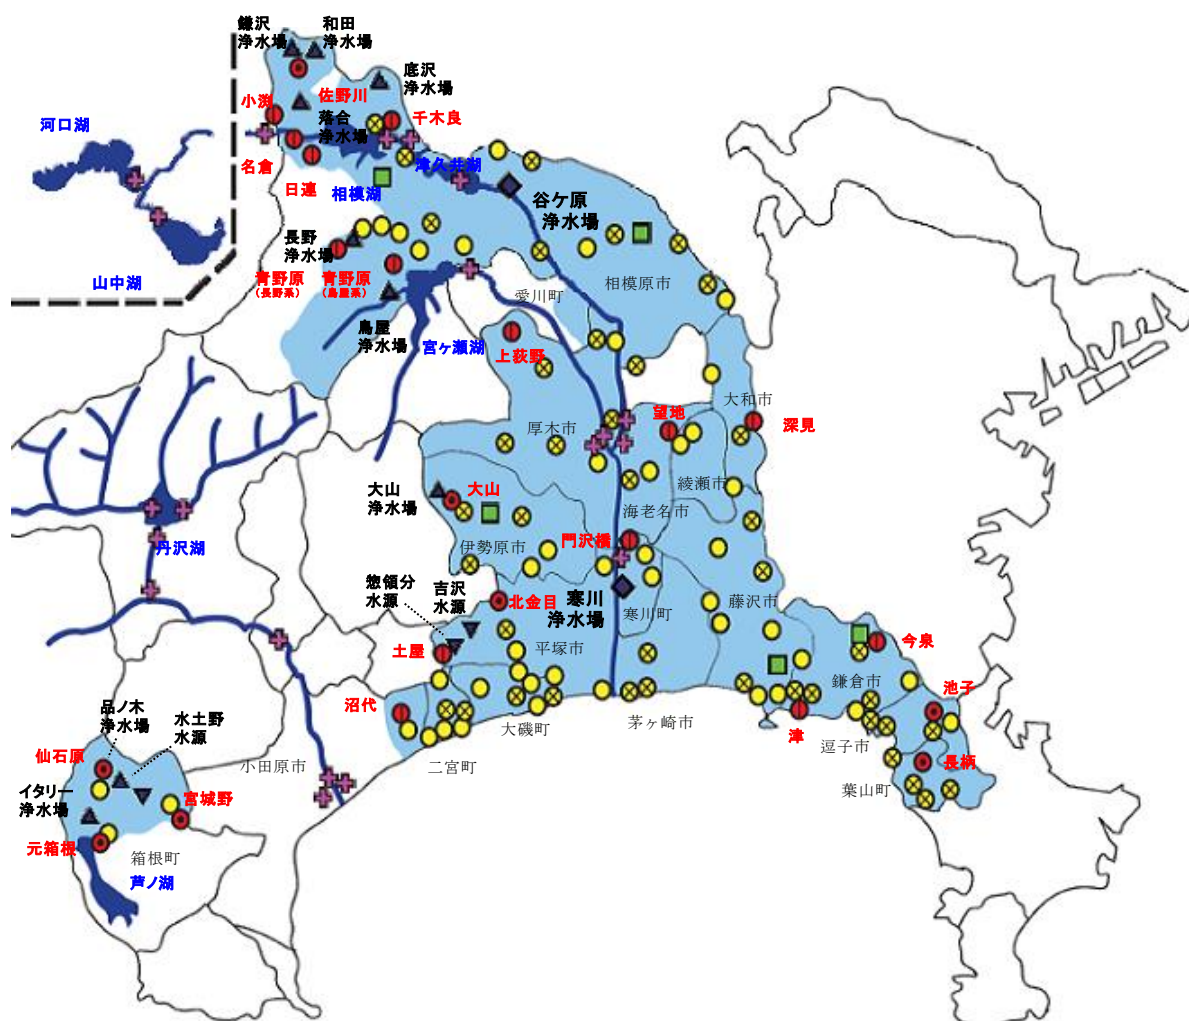 鎌沢
浄水場
和田
浄水場
底沢
浄水場
小渕
佐野川
落合
浄水場
千木良
河口湖
名倉
日連
相模湖
津久井湖
谷ケ原
浄水場
山中湖
長野
浄水場
青野原
(長野系)
青野原
(鳥屋系)
鳥屋
浄水場
宮ヶ瀬湖
愛川町
相模原市
上荻野
大和市
望地
深見
厚木市
綾瀬市
大山
浄水場
大山
海老名市
門沢橋
伊勢原市
丹沢湖
惣領分
水源
吉沢
水源
北金目
寒川
浄水場
寒川町
藤沢市
土屋
平塚市
今泉
鎌倉市
池子
沼代
大磯町
茅ヶ崎市
津
逗子市
二宮町
長柄
葉山町
品ノ木
浄水場
水土野
水源
仙石原
小田原市
イタリー
浄水場
宮城野
元箱根
箱根町
芦ノ湖